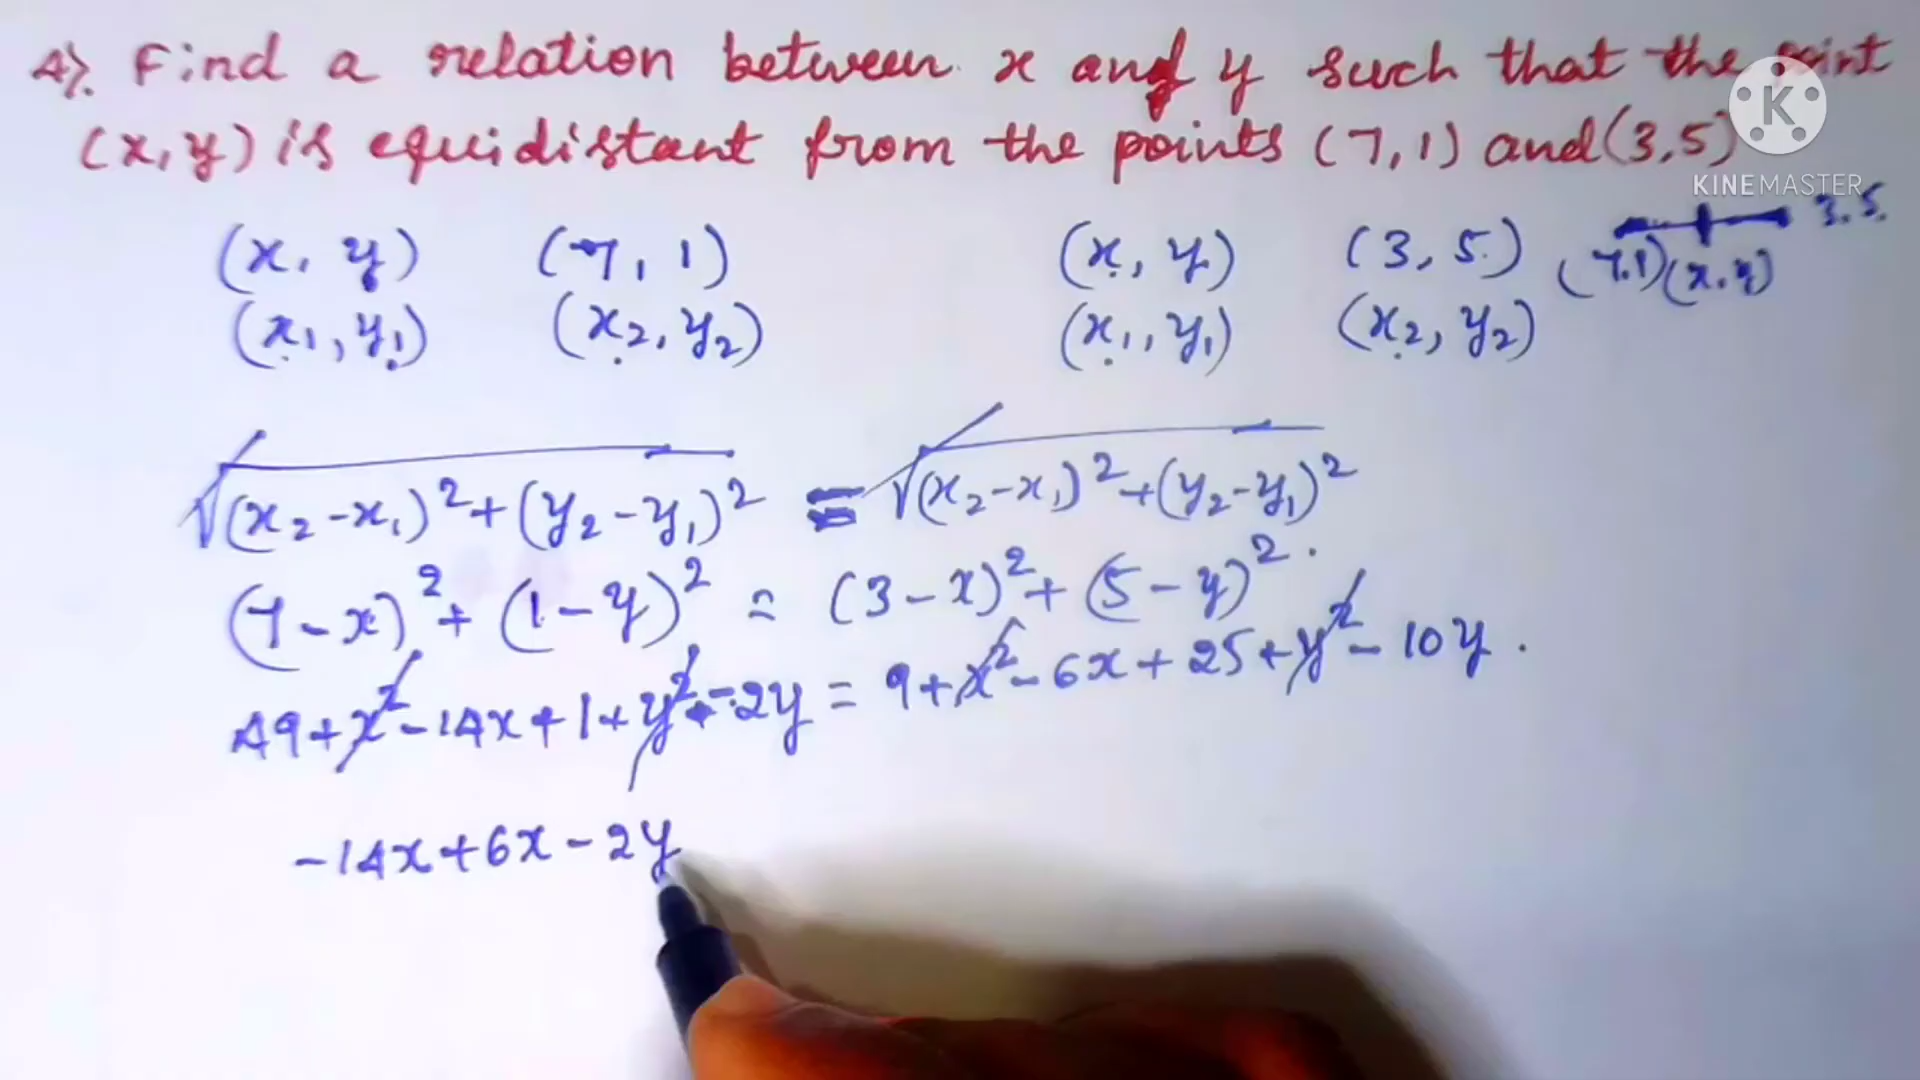 4). Find a relation between x and y such that the point
(x, y) is equidistant from the points (7, 1) and (3, 5)
KINEMASTER
(x, y) (7, 1) (x, y) (3, 5)
3.5.
(7.1) (x.y)
(x₁, y₁) (x₂, y₂) (x₁, y₁) (x₂, y₂)
√(x₂-x₁)²+(y₂-y₁)² = √(x₂-x₁)²+(y₂-y₁)²
(7-x)²+(1-y)² = (3-x)²+(5-y)².
49+x²-14x+1+y²-2y = 9+x²-6x+25+y²-10y.
-14x+6x-2y